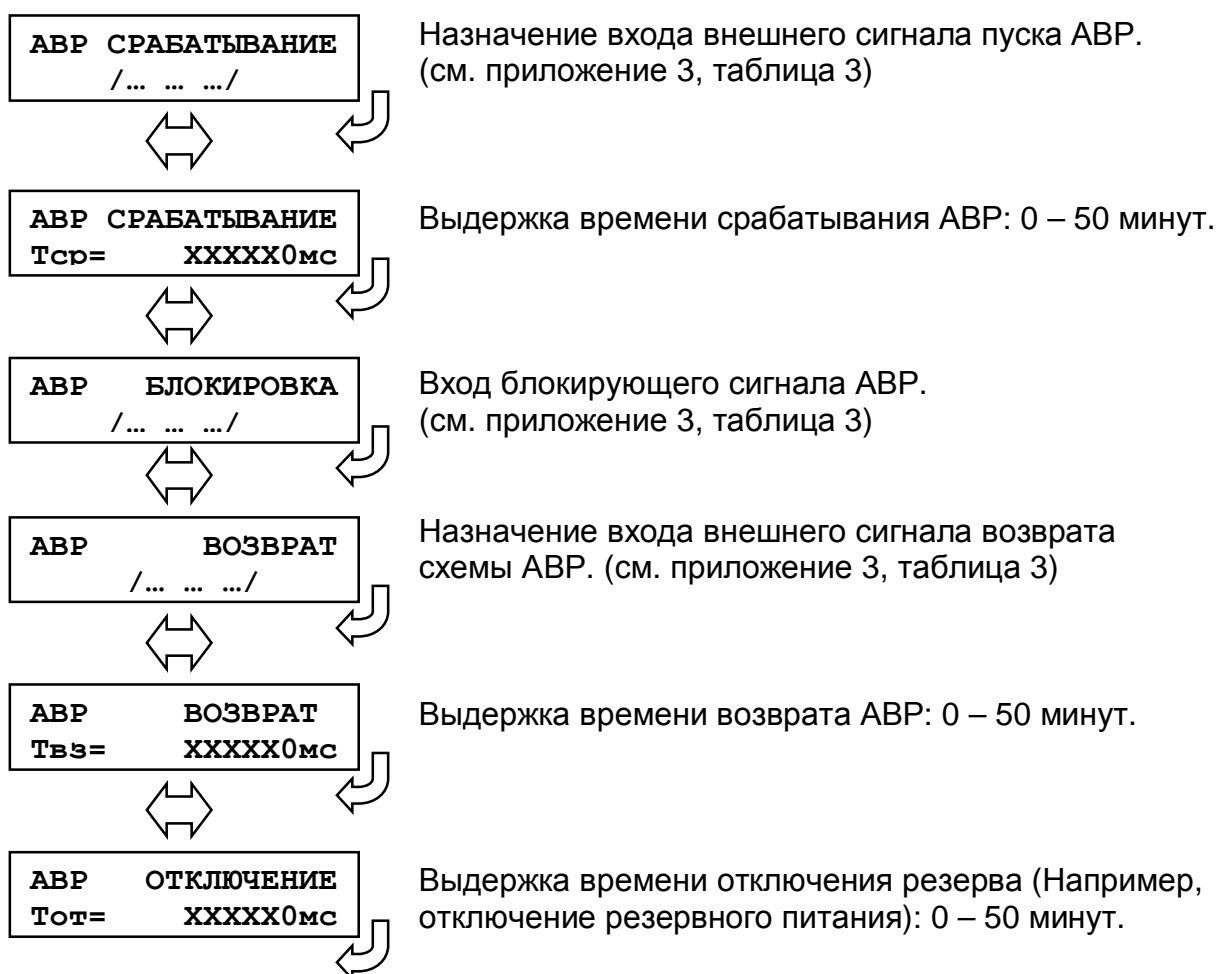 АВР СРАБАТЫВАНИЕ
/… … …/
Назначение входа внешнего сигнала пуска АВР.
(см. приложение 3, таблица 3)
АВР СРАБАТЫВАНИЕ
Тср= XXXXX0мс
Выдержка времени срабатывания АВР: 0 – 50 минут.
АВР БЛОКИРОВКА
/… … …/
Вход блокирующего сигнала АВР.
(см. приложение 3, таблица 3)
АВР ВОЗВРАТ
/… … …/
Назначение входа внешнего сигнала возврата
схемы АВР. (см. приложение 3, таблица 3)
АВР ВОЗВРАТ
Твз= XXXXX0мс
Выдержка времени возврата АВР: 0 – 50 минут.
АВР ОТКЛЮЧЕНИЕ
Тот= XXXXX0мс
Выдержка времени отключения резерва (Например,
отключение резервного питания): 0 – 50 минут.